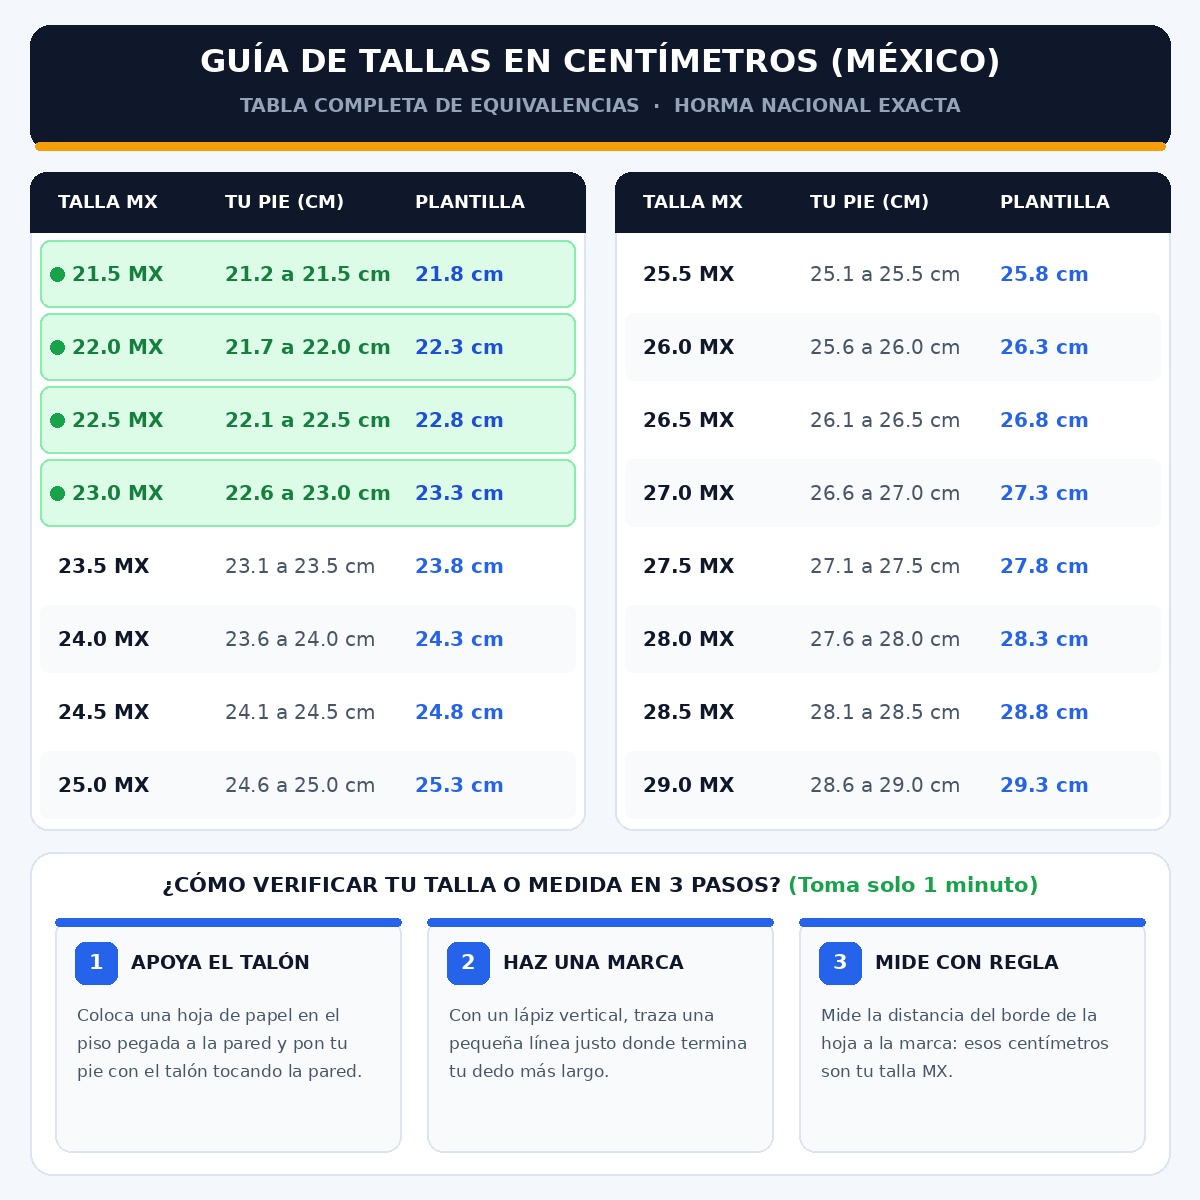 GUÍA DE TALLAS EN CENTÍMETROS (MÉXICO)
TABLA COMPLETA DE EQUIVALENCIAS · HORMA NACIONAL EXACTA
TALLA MX TU PIE (CM) PLANTILLA
21.5 MX 21.2 a 21.5 cm 21.8 cm
22.0 MX 21.7 a 22.0 cm 22.3 cm
22.5 MX 22.1 a 22.5 cm 22.8 cm
23.0 MX 22.6 a 23.0 cm 23.3 cm
23.5 MX 23.1 a 23.5 cm 23.8 cm
24.0 MX 23.6 a 24.0 cm 24.3 cm
24.5 MX 24.1 a 24.5 cm 24.8 cm
25.0 MX 24.6 a 25.0 cm 25.3 cm
TALLA MX TU PIE (CM) PLANTILLA
25.5 MX 25.1 a 25.5 cm 25.8 cm
26.0 MX 25.6 a 26.0 cm 26.3 cm
26.5 MX 26.1 a 26.5 cm 26.8 cm
27.0 MX 26.6 a 27.0 cm 27.3 cm
27.5 MX 27.1 a 27.5 cm 27.8 cm
28.0 MX 27.6 a 28.0 cm 28.3 cm
28.5 MX 28.1 a 28.5 cm 28.8 cm
29.0 MX 28.6 a 29.0 cm 29.3 cm
¿CÓMO VERIFICAR TU TALLA O MEDIDA EN 3 PASOS? (Toma solo 1 minuto)
1 APOYA EL TALÓN
Coloca una hoja de papel en el
piso pegada a la pared y pon tu
pie con el talón tocando la pared.
2 HAZ UNA MARCA
Con un lápiz vertical, traza una
pequeña línea justo donde termina
tu dedo más largo.
3 MIDE CON REGLA
Mide la distancia del borde de la
hoja a la marca: esos centímetros
son tu talla MX.